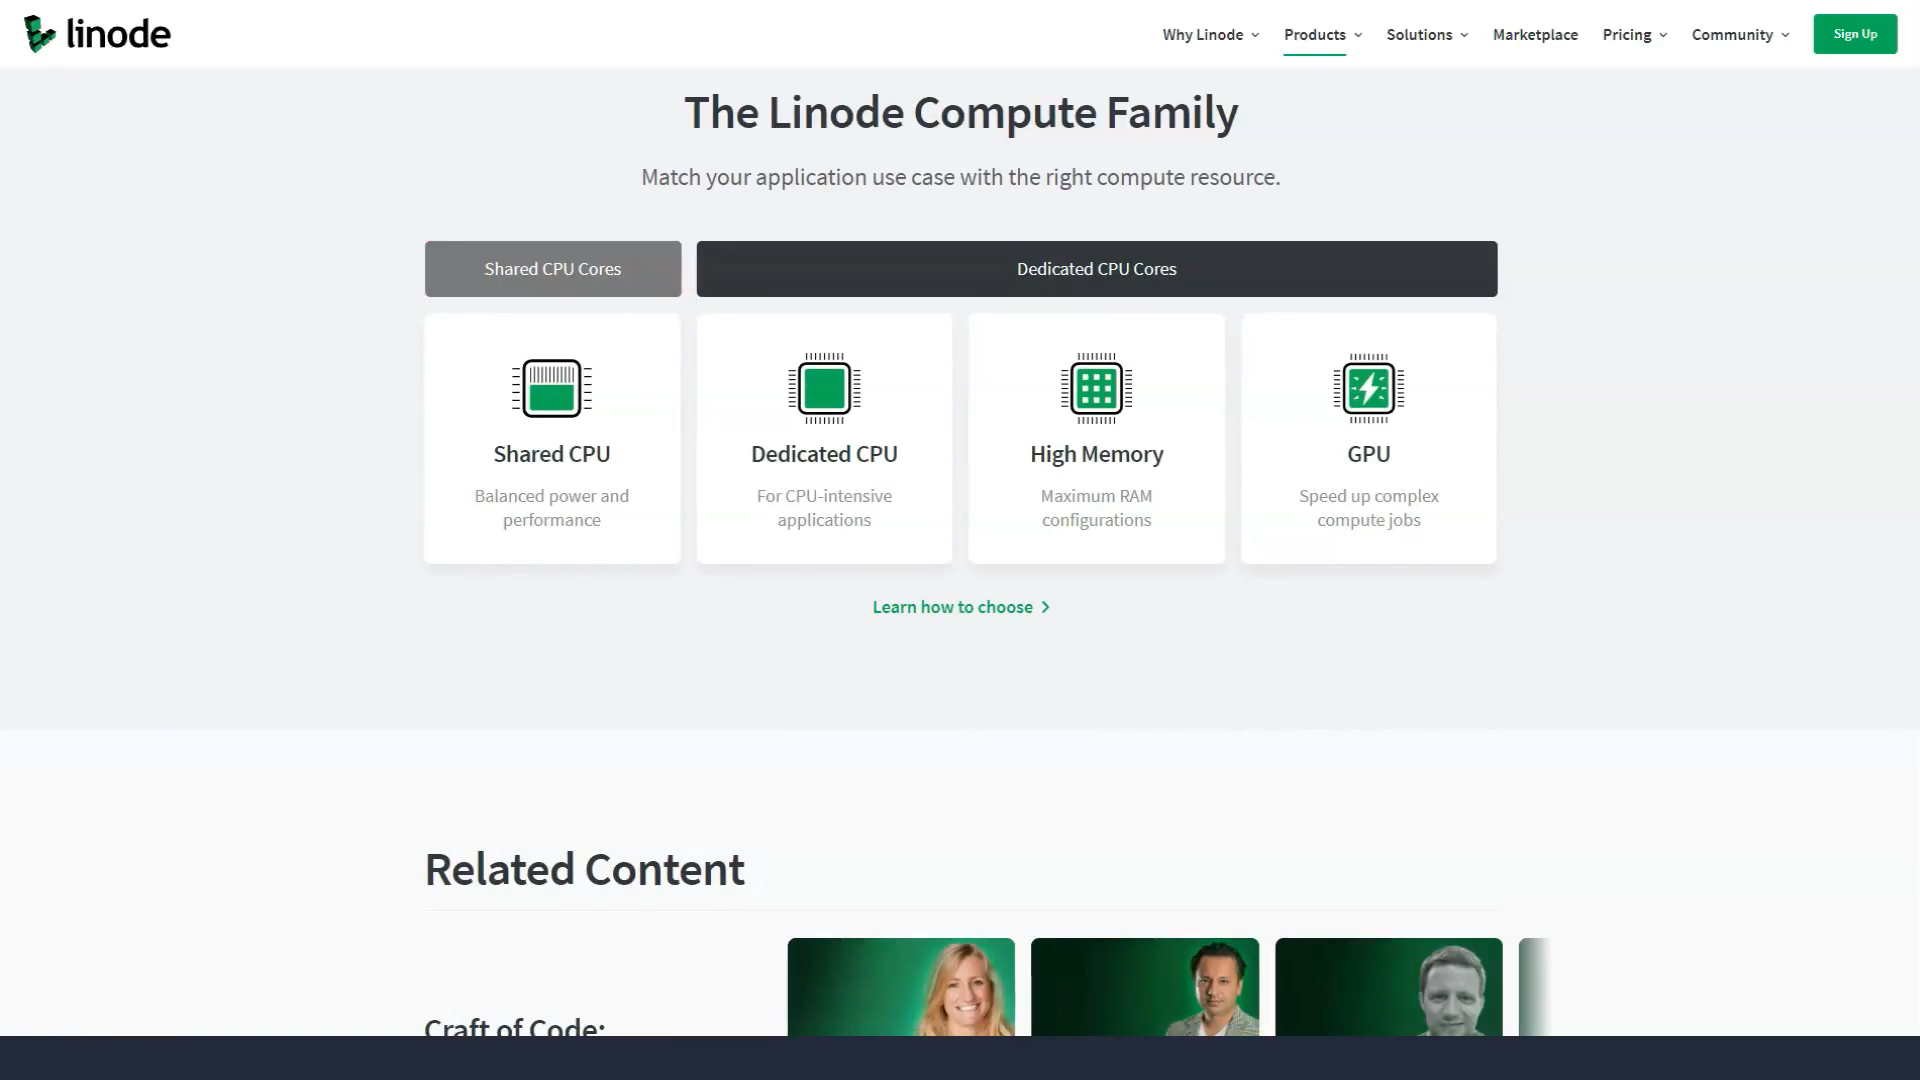 linode
Why Linode
Products
Solutions
Marketplace
Pricing
Community
Sign Up
The Linode Compute Family
Match your application use case with the right compute resource.
Shared CPU Cores
Dedicated CPU Cores
Shared CPU
Balanced power and
performance
Dedicated CPU
For CPU-intensive
applications
High Memory
Maximum RAM
configurations
GPU
Speed up complex
compute jobs
Learn how to choose
Related Content
Craft of Code: